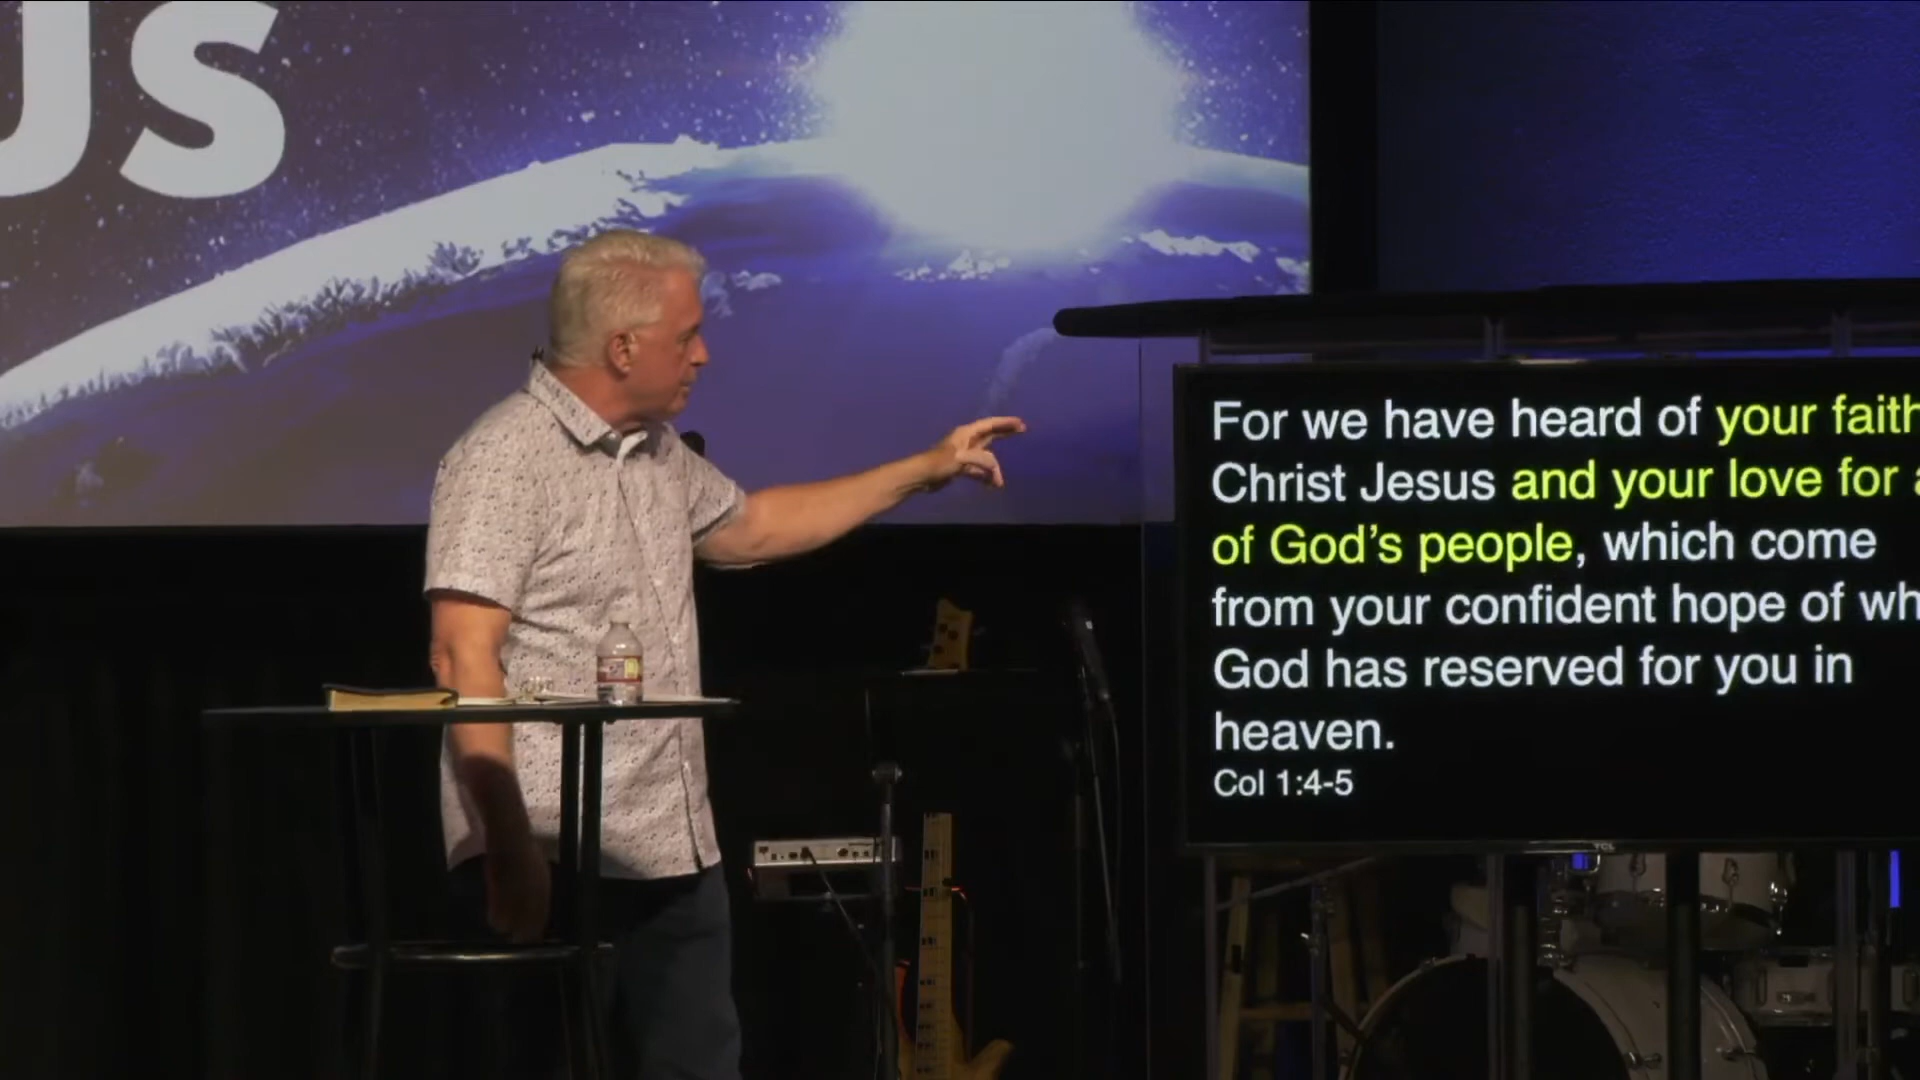 us
For we have heard of your faith
Christ Jesus and your love for
of God's people, which come
from your confident hope of
God has reserved for you in
heaven.
Col 1:4-5
TCL